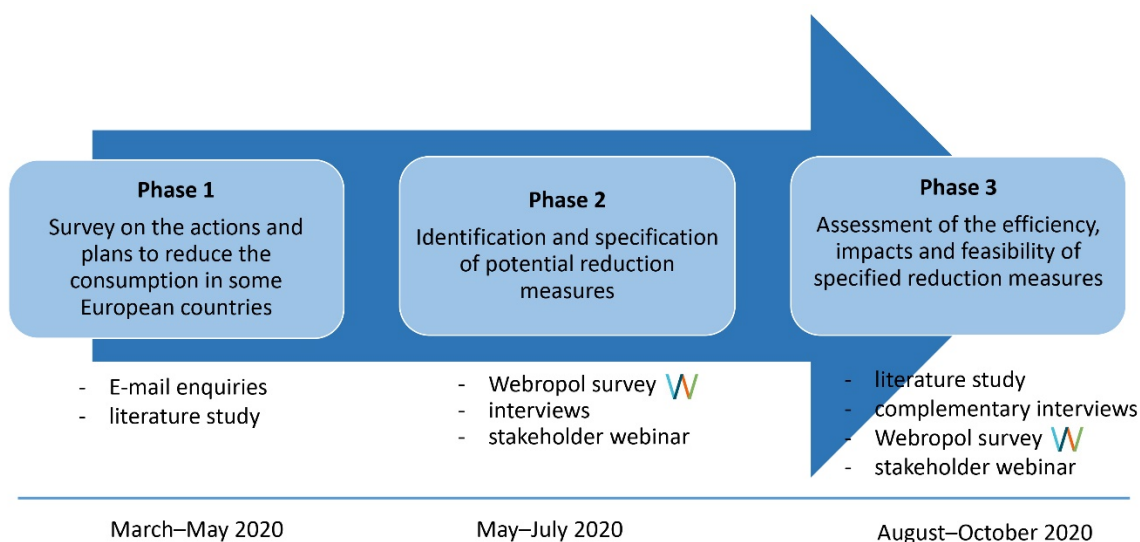 Phase 1
Survey on the actions and
plans to reduce the
consumption in some
European countries
- E-mail enquiries
- literature study
March–May 2020
Phase 2
Identification and specification
of potential reduction
measures
- Webropol survey
- interviews
- stakeholder webinar
May–July 2020
Phase 3
Assessment of the efficiency,
impacts and feasibility of
specified reduction measures
- literature study
- complementary interviews
- Webropol survey
- stakeholder webinar
August–October 2020